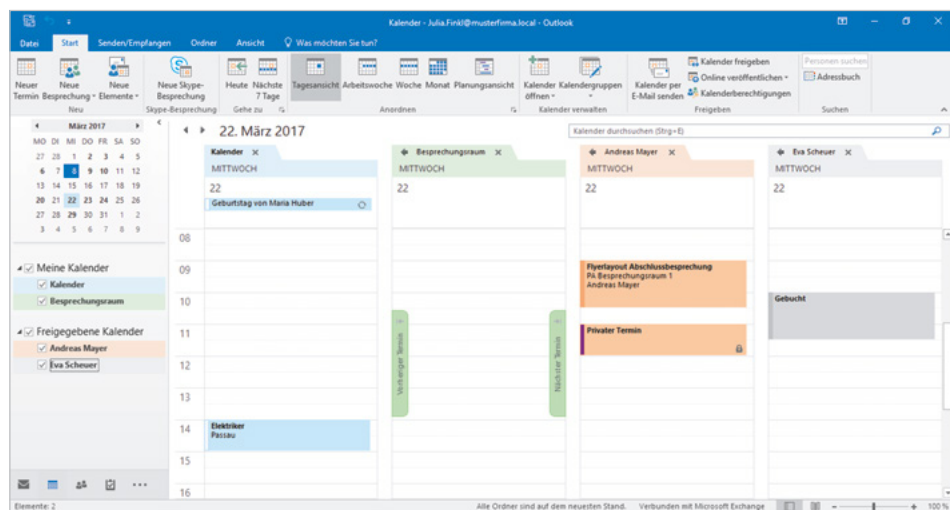 Kalender - Julia.Finkl@musterfirma.local - Outlook
Datei Start Senden/Empfangen Ordner Ansicht Was möchten Sie tun?
Neuer Termin
Neue Besprechung
Neue Elemente
Neu
Neue Skype-Besprechung
Skype-Besprechung
Heute
Nächste 7 Tage
Gehe zu
Tagesansicht Arbeitswoche Woche Monat Planungsansicht
Anordnen
Kalender öffnen
Kalendergruppen
Kalender verwalten
Kalender per E-Mail senden
Kalender freigeben
Online veröffentlichen
Kalenderberechtigungen
Freigeben
Personen suchen
Adressbuch
Suchen
März 2017
MO DI MI DO FR SA SO
27 28 1 2 3 4 5
6 7 8 9 10 11 12
13 14 15 16 17 18 19
20 21 22 23 24 25 26
27 28 29 30 31 1 2
3 4 5 6 7 8 9
Meine Kalender
Kalender
Besprechungsraum
Freigegebene Kalender
Andreas Mayer
Eva Scheuer
22. März 2017
Kalender durchsuchen (Strg+E)
Kalender
MITTWOCH
22
Geburtstag von Maria Huber
Besprechungsraum
MITTWOCH
22
Andreas Mayer
MITTWOCH
22
Eva Scheuer
MITTWOCH
22
08
09
10
11
12
13
14
15
16
Elektriker
Passau
Vorheriger Termin
Nächster Termin
Flyerlayout Abschlussbesprechung
PA Besprechungsraum 1
Andreas Mayer
Privater Termin
Gebucht
Elemente: 2
Alle Ordner sind auf dem neuesten Stand. Verbunden mit Microsoft Exchange
100 %